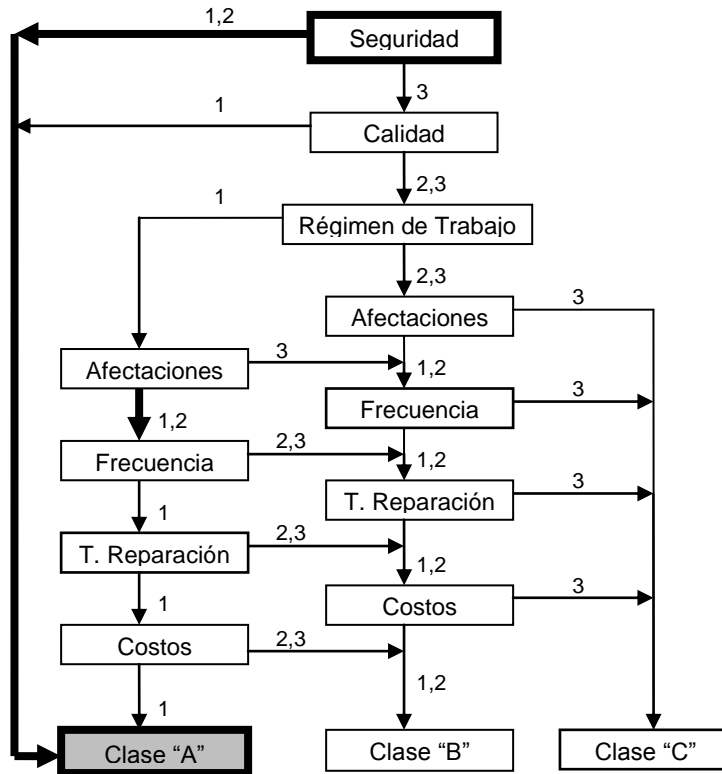 1,2
Seguridad
3
1
Calidad
2,3
1
Régimen de Trabajo
2,3
Afectaciones
3
Afectaciones
3
1,2
1,2
Frecuencia
3
Frecuencia
2,3
1,2
T. Reparación
3
1
T. Reparación
2,3
1,2
Costos
3
1
Costos
2,3
1,2
1
Clase “A”
Clase “B”
Clase “C”